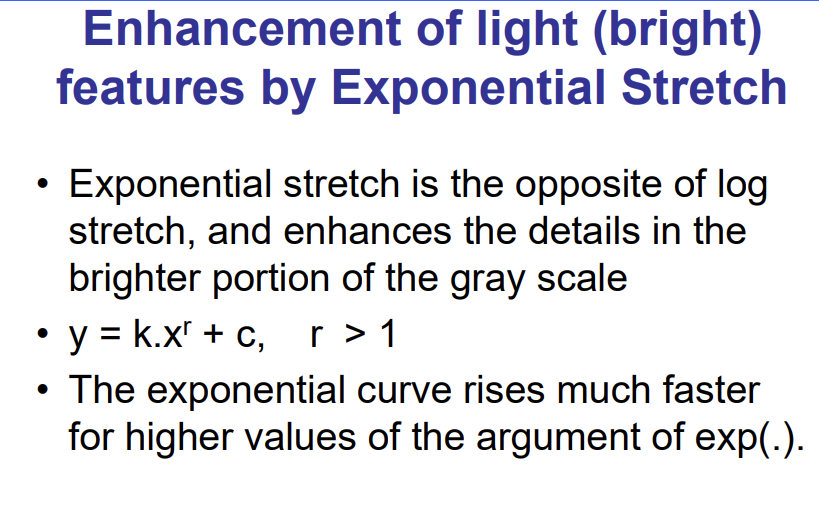 Enhancement of light (bright)
features by Exponential Stretch
• Exponential stretch is the opposite of log
stretch, and enhances the details in the
brighter portion of the gray scale
• y = k.xʳ + c, r > 1
• The exponential curve rises much faster
for higher values of the argument of exp(.).